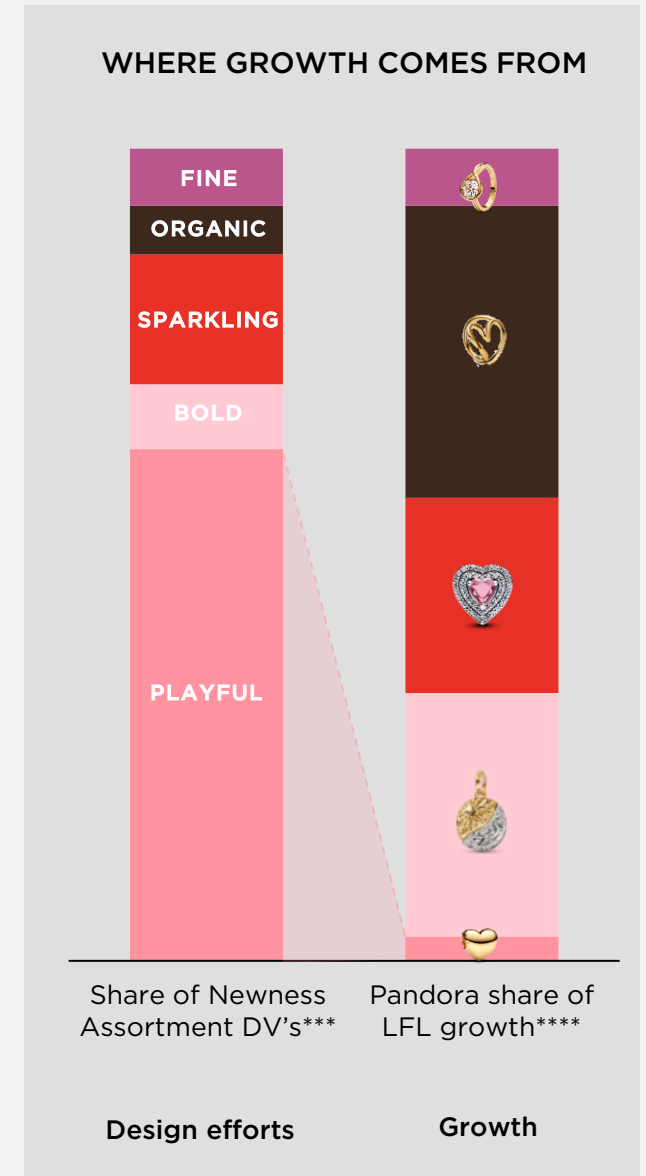 WHERE GROWTH COMES FROM
FINE
ORGANIC
SPARKLING
BOLD
PLAYFUL
Share of Newness
Assortment DV's***
Pandora share of
LFL growth****
Design efforts
Growth